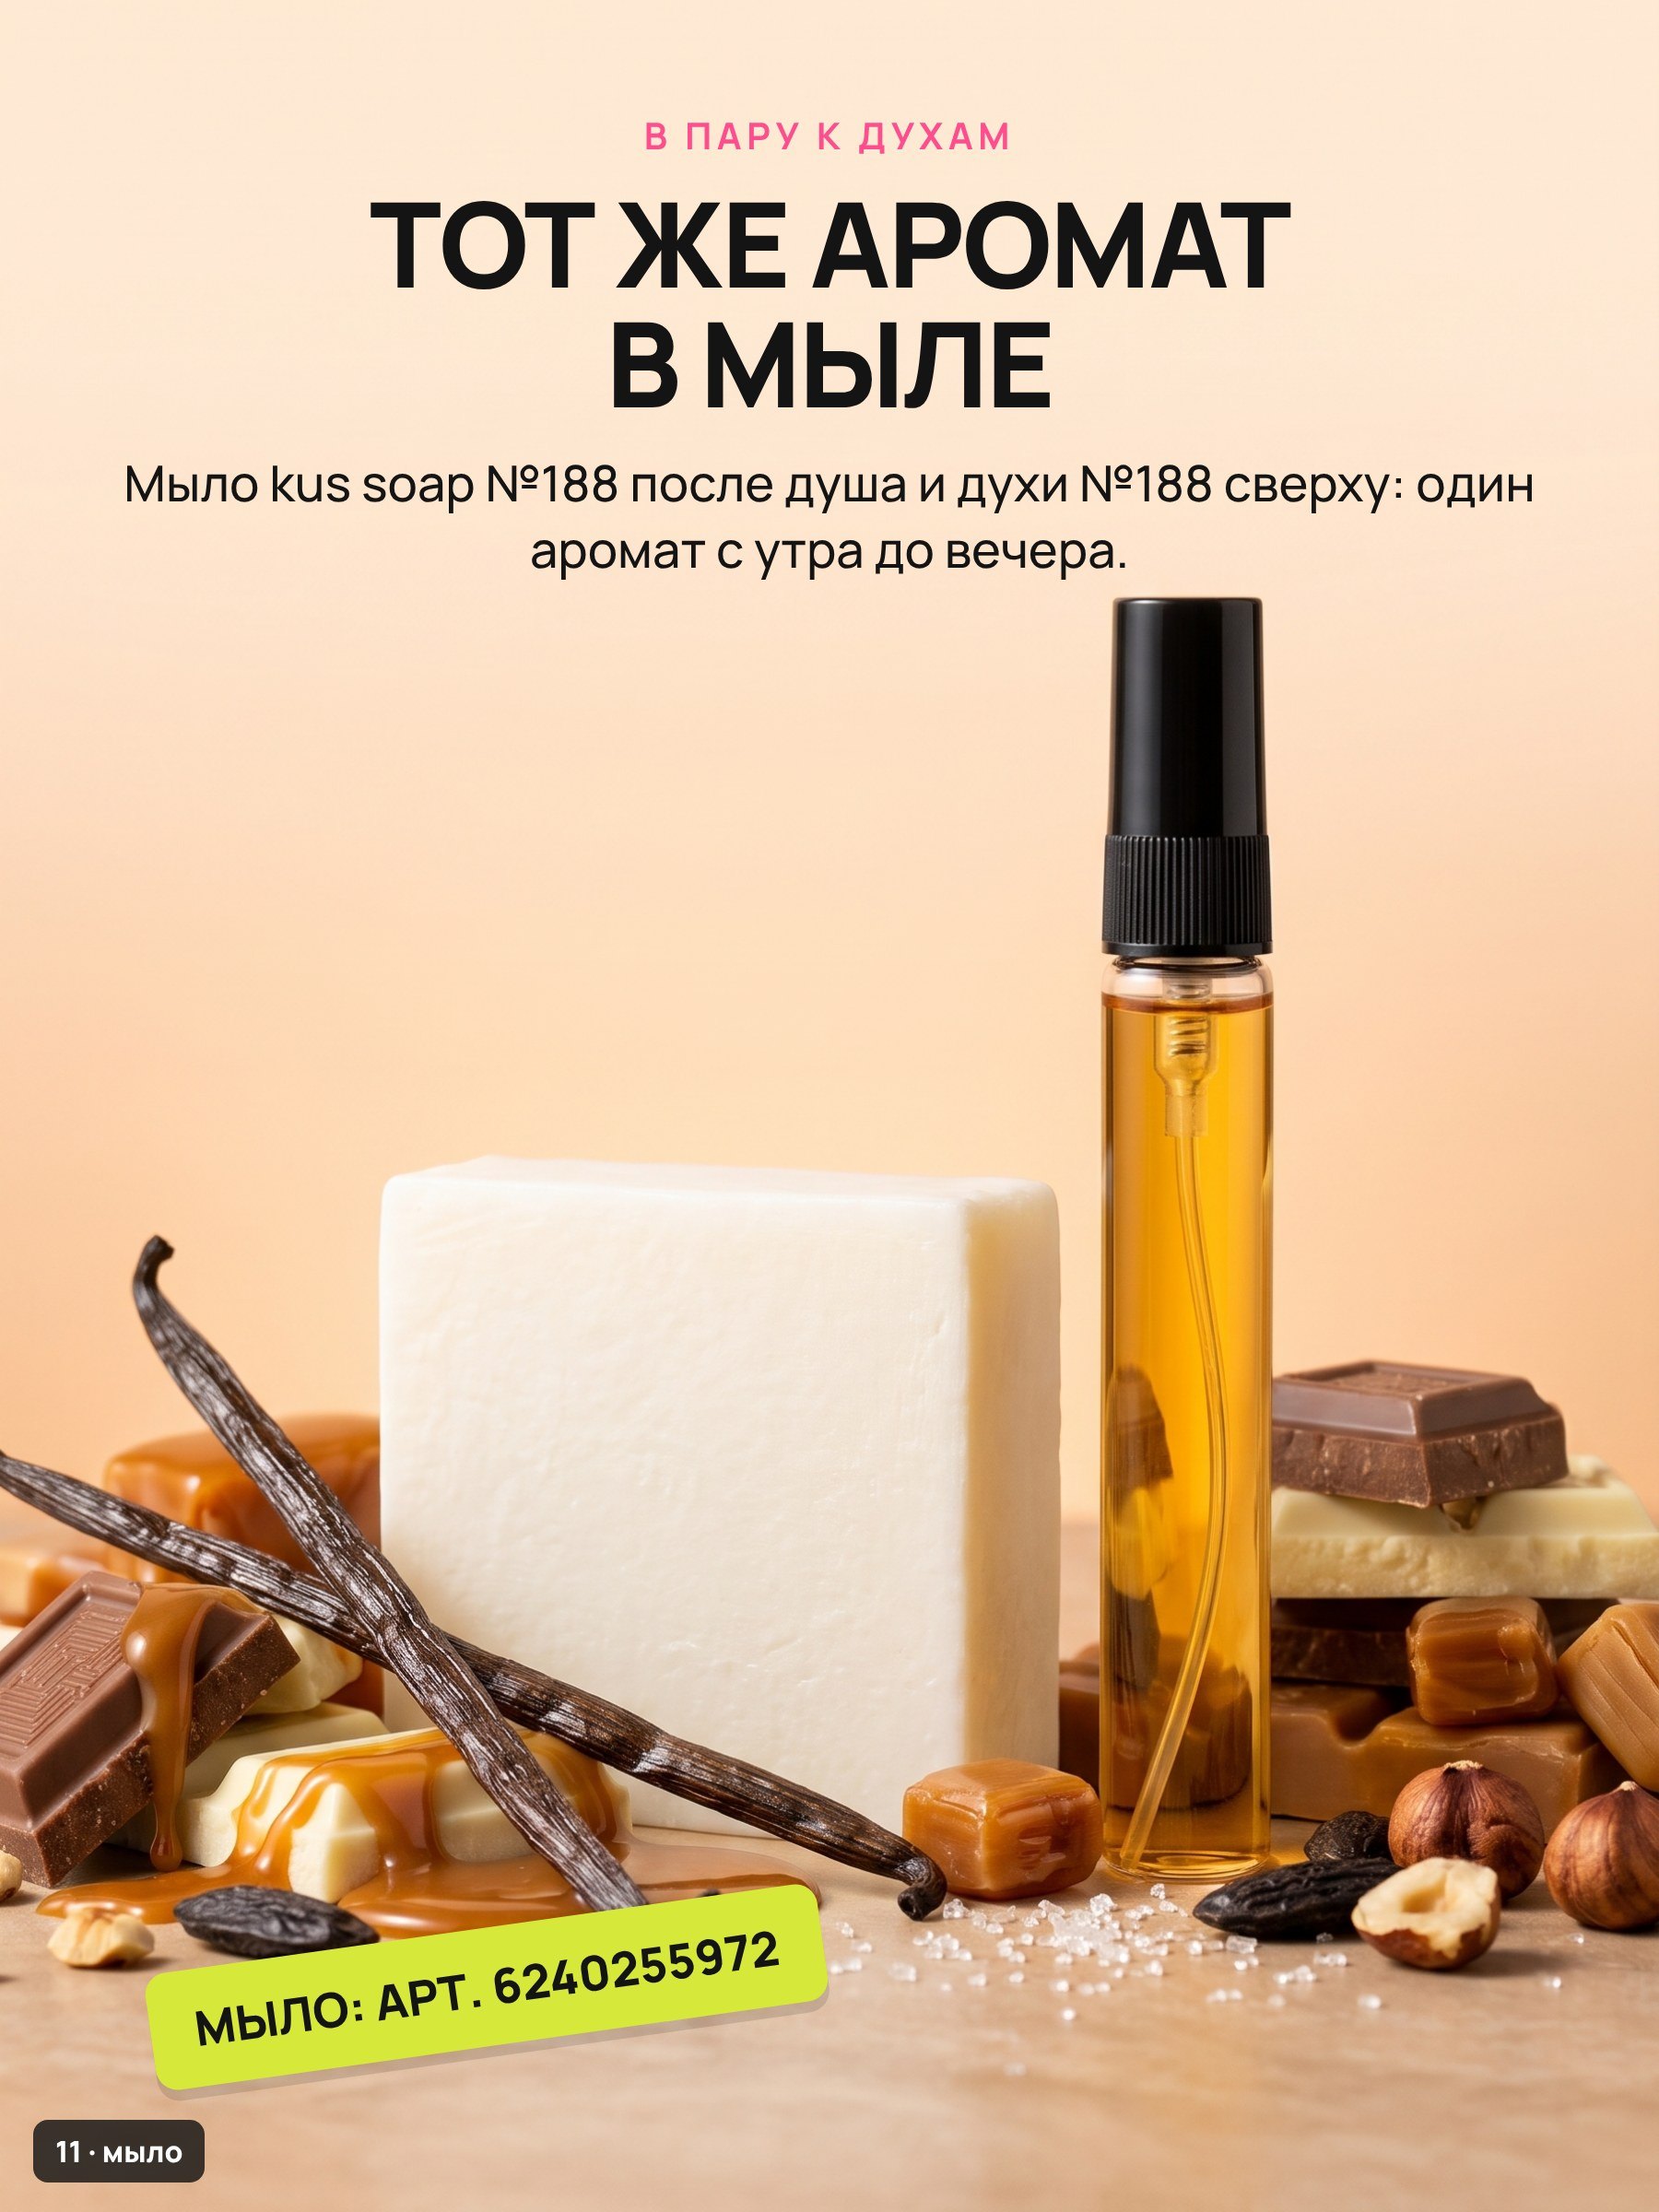 В ПАРУ К ДУХАМ
ТОТ ЖЕ АРОМАТ
В МЫЛЕ
Мыло kus soap №188 после душа и духи №188 сверху: один
аромат с утра до вечера.
МЫЛО: АРТ. 6240255972
11 · мыло